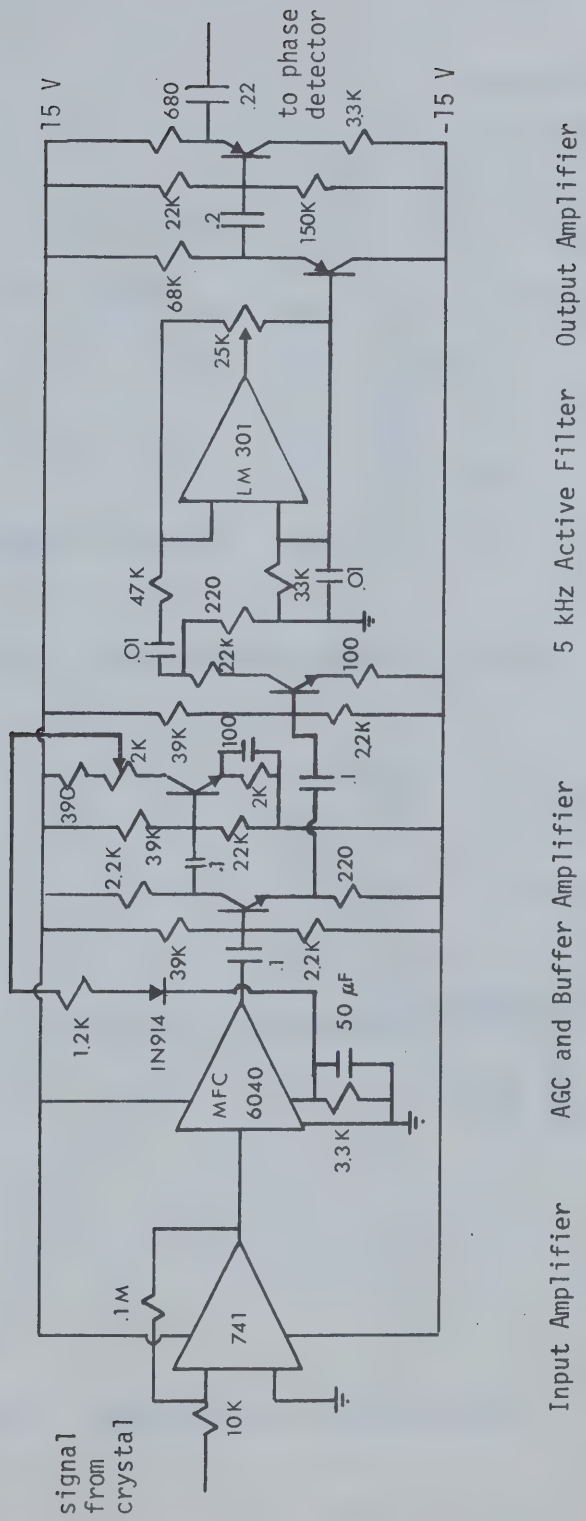 signal
from
crystal
10K
.1M
741
1.2K
IN914
MFC
6040
3.3K
50 µF
39K
.1
2.2K
2.2K
39K
.1
22K
220
390
2K
100
2K
39K
.1
2.2K
100
.01
47K
220
22K
33K
.01
LM 301
25K
68K
22K
.2
150K
15 V
680
.22
to phase
detector
3.3K
-15 V
Input Amplifier
AGC and Buffer Amplifier
5 kHz Active Filter
Output Amplifier